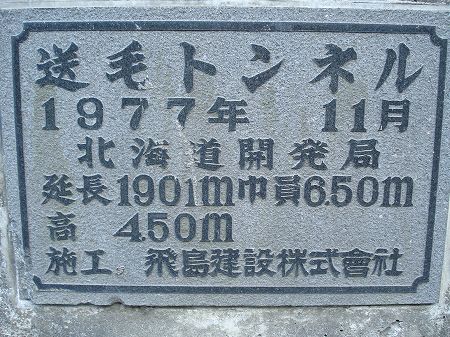 送毛トンネル
1977年 11月
北海道開発局
延長1901m巾員6.50m
高 4.50m
施工 飛島建設株式會社